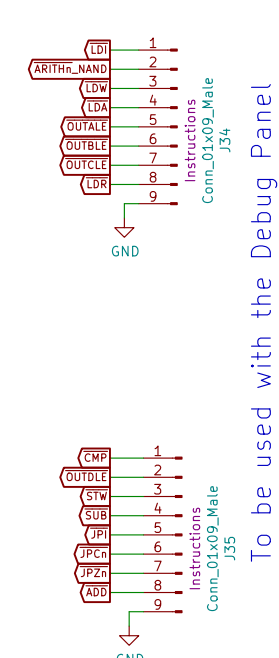 LDI 1
ARITHn_NAND 2
LDW 3
LDA 4
OUTALE 5
OUTBLE 6
OUTCLE 7
LDR 8
9
GND
Instructions
Conn_01x09_Male
J34
CMP 1
OUTDLE 2
STW 3
SUB 4
JPI 5
JPCn 6
JPZn 7
ADD 8
9
GND
Instructions
Conn_01x09_Male
J35
To be used with the Debug Panel